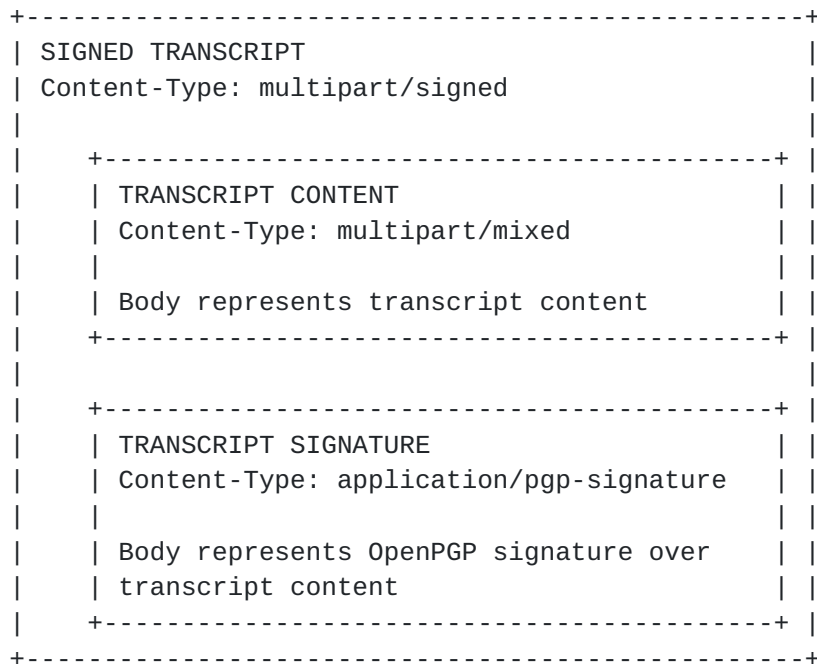 SIGNED TRANSCRIPT
Content-Type: multipart/signed
TRANSCRIPT CONTENT
Content-Type: multipart/mixed
Body represents transcript content
TRANSCRIPT SIGNATURE
Content-Type: application/pgp-signature
Body represents OpenPGP signature over
transcript content